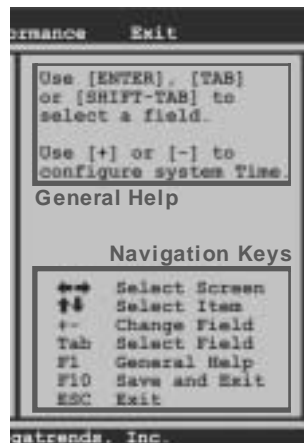 rmance Exit
Use [ENTER], [TAB]
or [SHIFT-TAB] to
select a field.
Use [+] or [-] to
configure system Time.
General Help
Navigation Keys
←→ Select Screen
↑↓ Select Item
+- Change Field
Tab Select Field
F1 General Help
F10 Save and Exit
ESC Exit
gatrends, Inc.